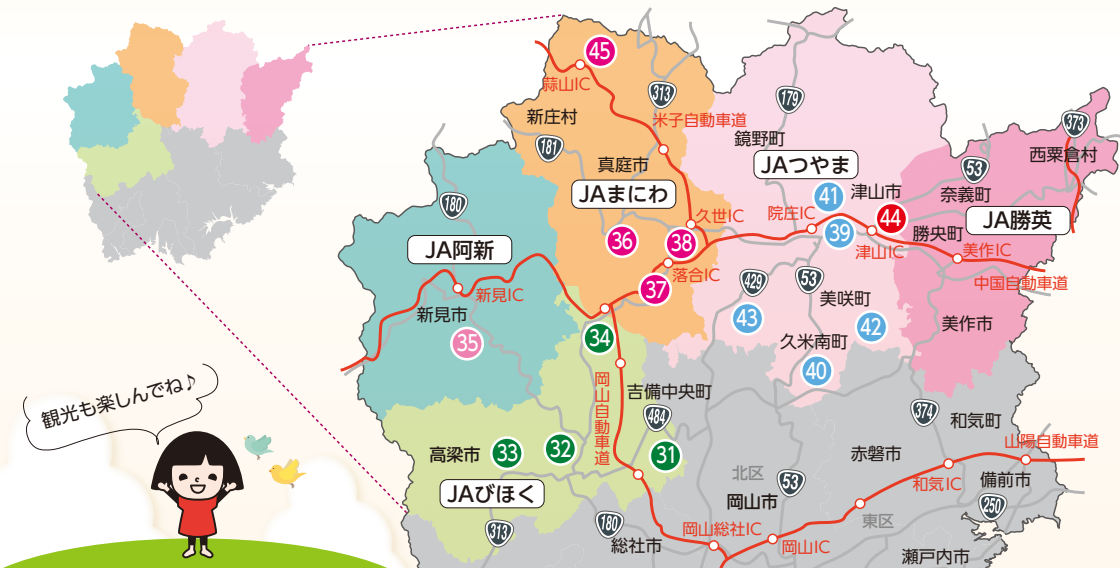 45
蒜山IC
313
179
新庄村
米子自動車道
373
鏡野町
181
西粟倉村
真庭市
JAつやま
53
JAまにわ
41
津山市
奈義町
180
久世IC
院庄IC
44
JA勝英
36
38
39
勝央町
JA阿新
津山IC
美作IC
落合IC
中国自動車道
新見IC
37
429
53
美咲町
新見市
43
42
美作市
35
34
久米南町
40
岡山自動車道
吉備中央町
観光も楽しんでね♪
484
374
和気町
高梁市
33
32
31
山陽自動車道
赤磐市
北区
53
和気IC
備前市
JAびほく
岡山市
250
313
180
岡山総社IC
東区
総社市
岡山IC
瀬戸内市